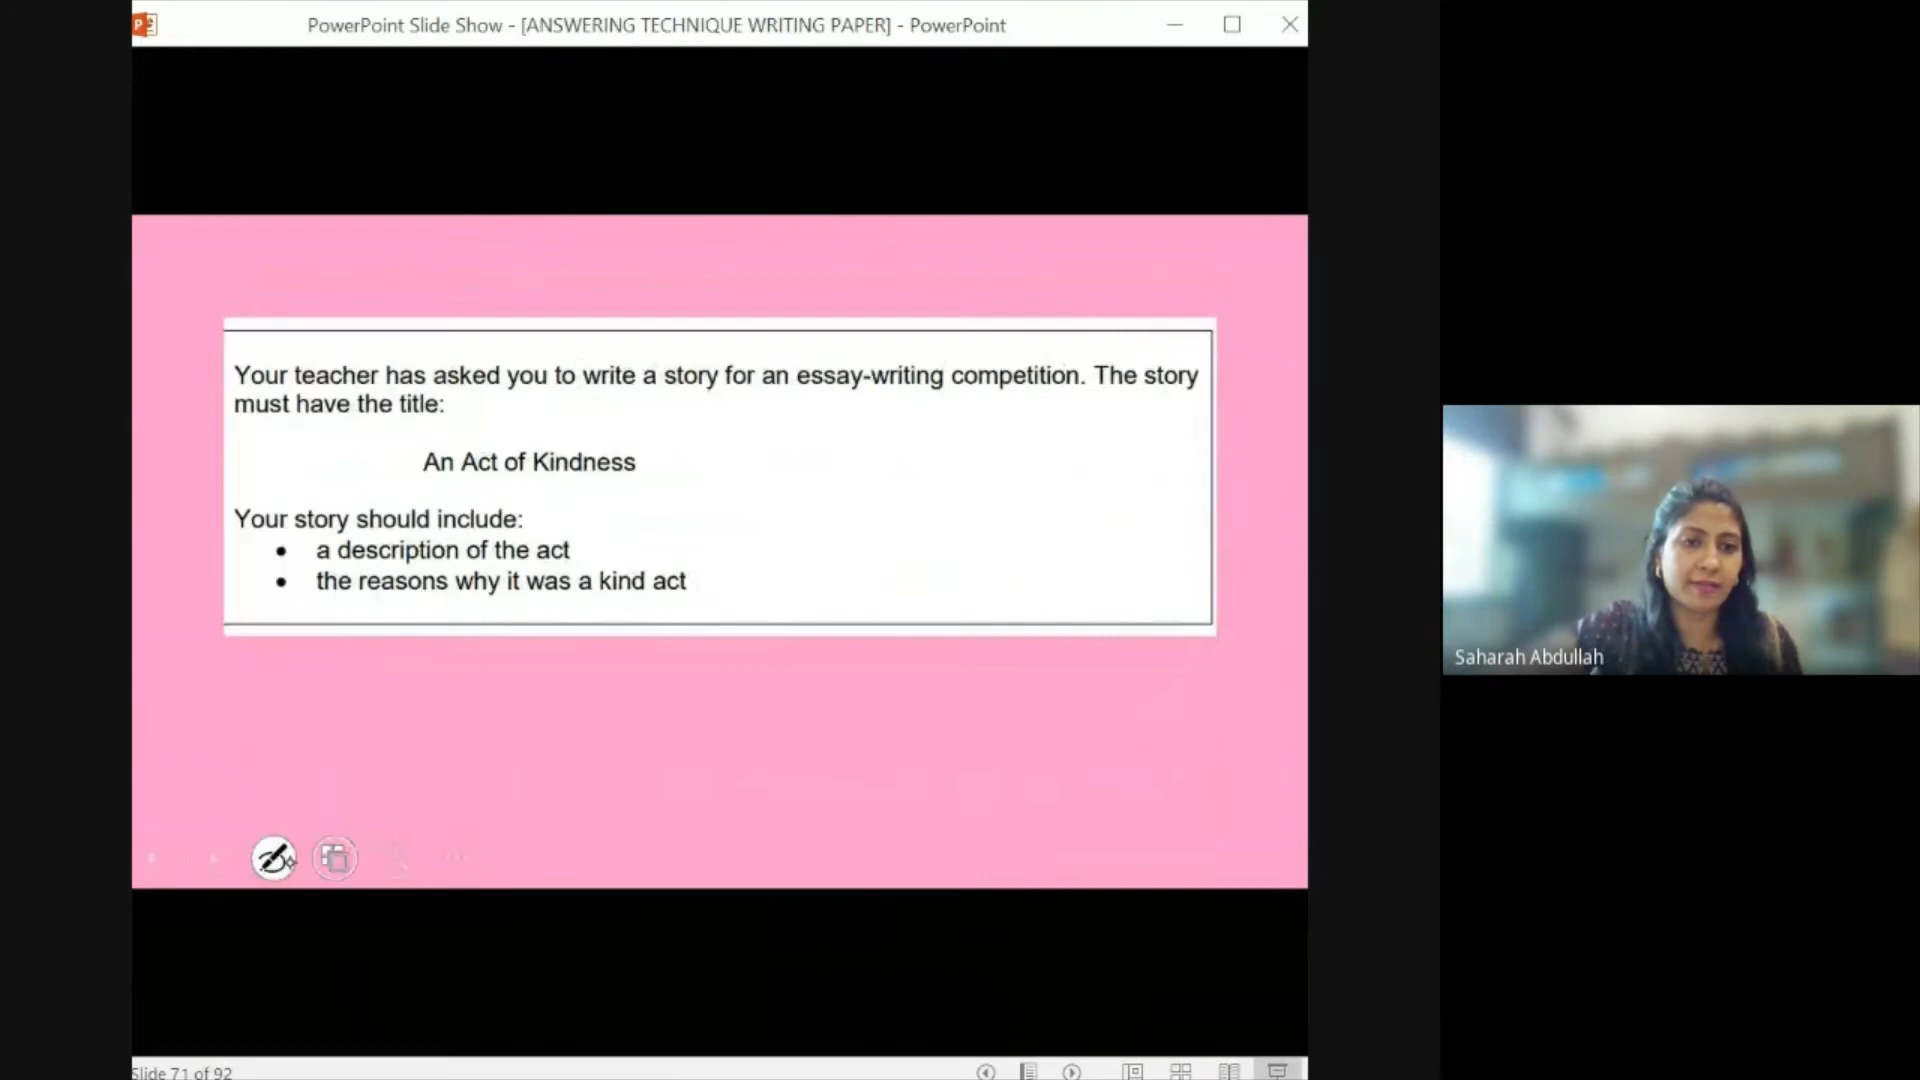 PowerPoint Slide Show - [ANSWERING TECHNIQUE WRITING PAPER] - PowerPoint
Your teacher has asked you to write a story for an essay-writing competition. The story
must have the title:
An Act of Kindness
Your story should include:
• a description of the act
• the reasons why it was a kind act
Saharah Abdullah
Slide 71 of 92